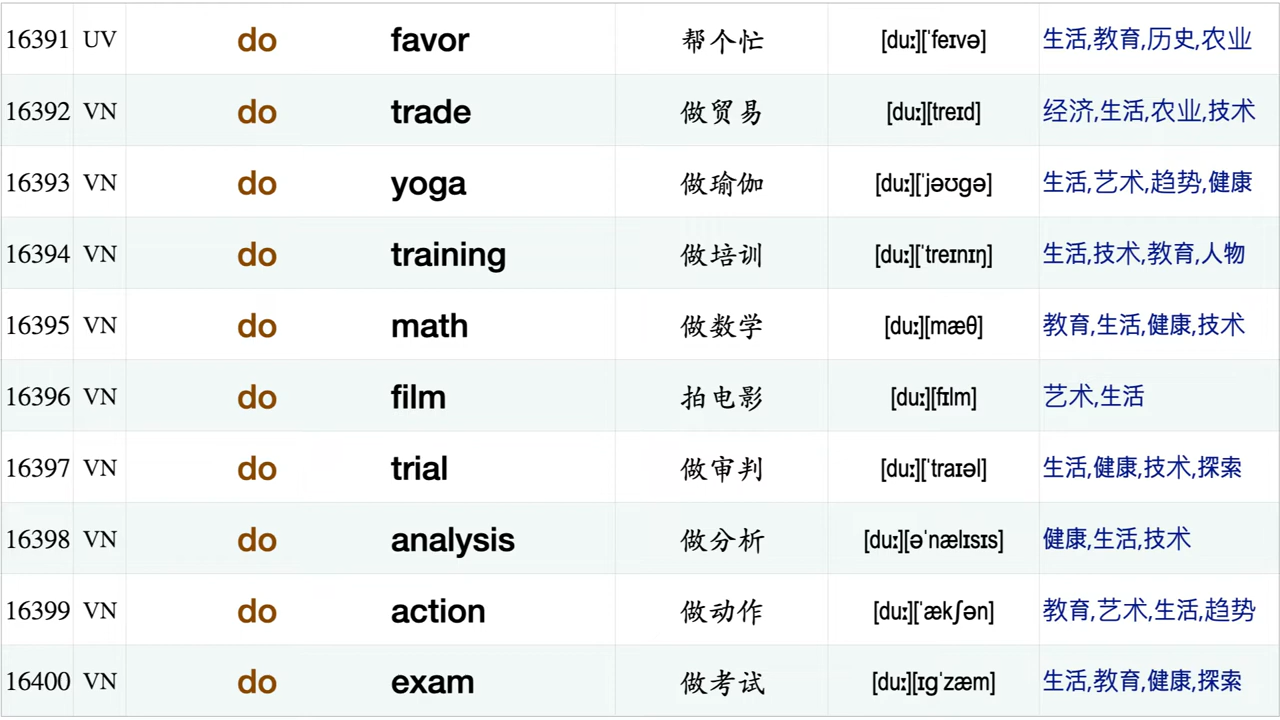 16391 UV do favor 帮个忙 [duː][ˈfeɪvə] 生活,教育,历史,农业
16392 VN do trade 做贸易 [duː][treɪd] 经济,生活,农业,技术
16393 VN do yoga 做瑜伽 [duː][ˈjəʊgə] 生活,艺术,趋势,健康
16394 VN do training 做培训 [duː][ˈtreɪnɪŋ] 生活,技术,教育,人物
16395 VN do math 做数学 [duː][mæθ] 教育,生活,健康,技术
16396 VN do film 拍电影 [duː][fɪlm] 艺术,生活
16397 VN do trial 做审判 [duː][ˈtraɪəl] 生活,健康,技术,探索
16398 VN do analysis 做分析 [duː][əˈnælɪsɪs] 健康,生活,技术
16399 VN do action 做动作 [duː][ˈækʃən] 教育,艺术,生活,趋势
16400 VN do exam 做考试 [duː][ɪgˈzæm] 生活,教育,健康,探索